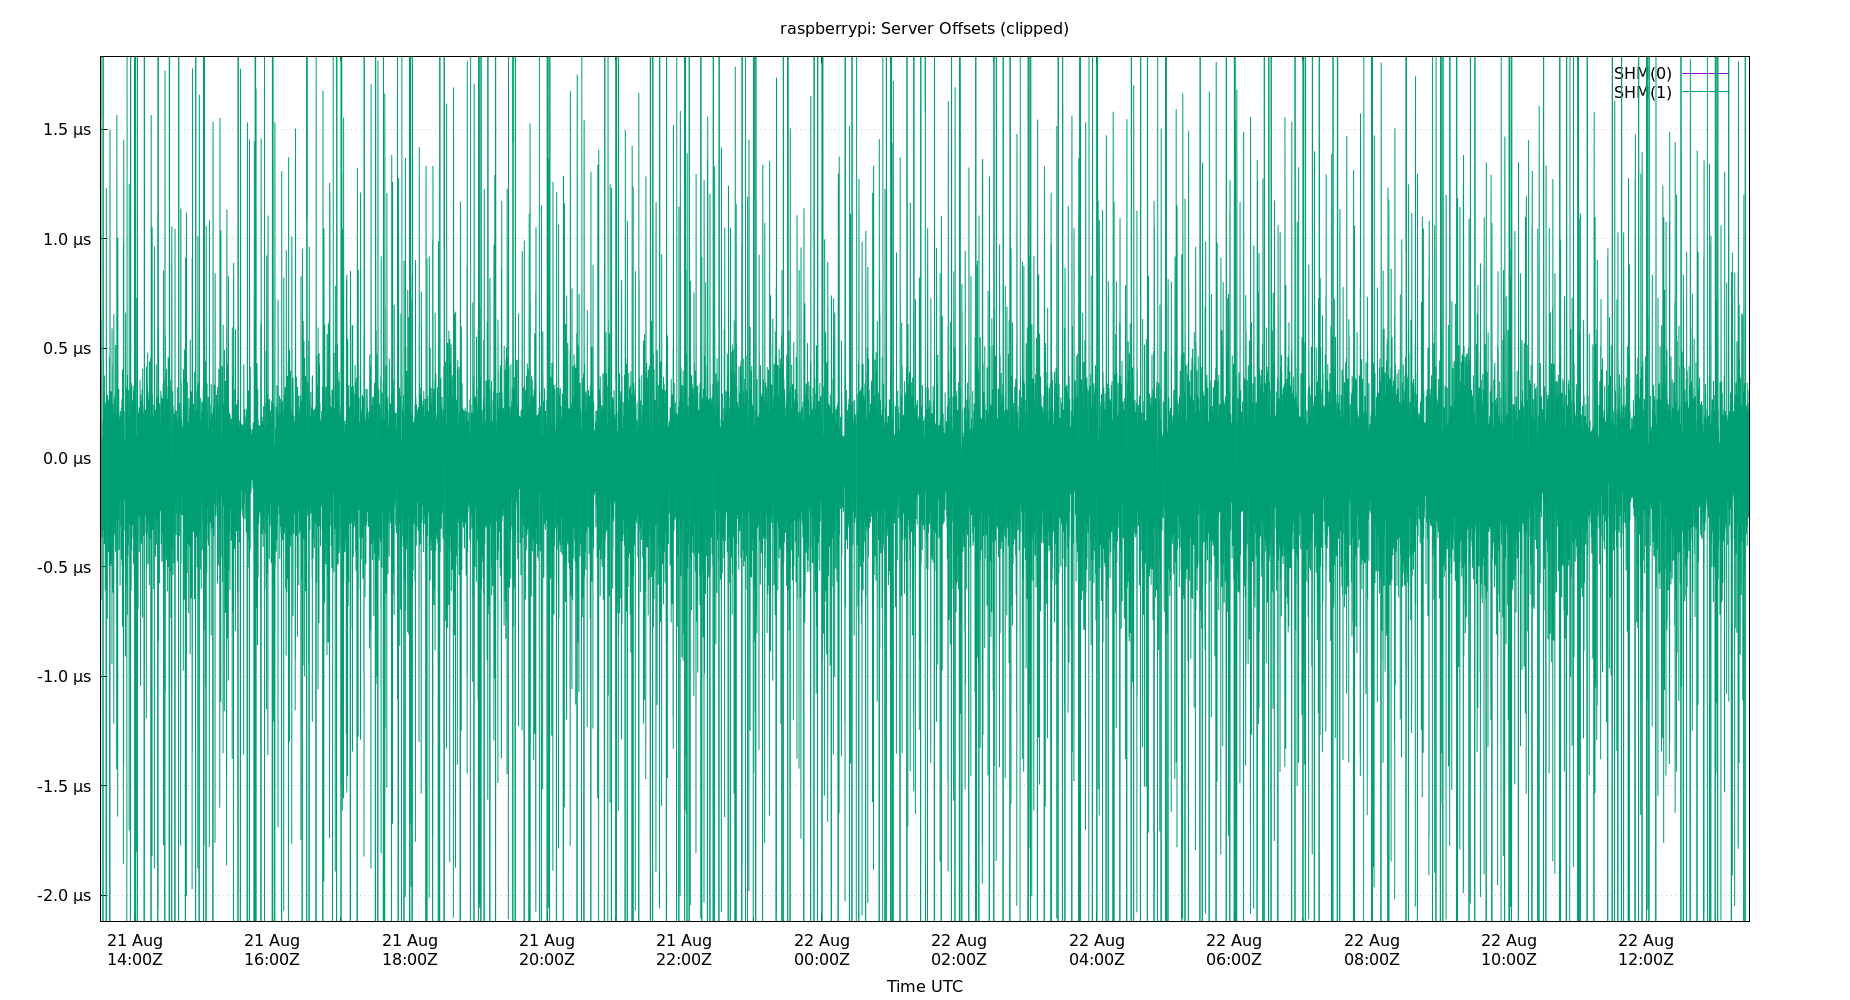 raspberrypi: Server Offsets (clipped)
SHM(0)
SHM(1)
1.5 µs
1.0 µs
0.5 µs
0.0 µs
-0.5 µs
-1.0 µs
-1.5 µs
-2.0 µs
21 Aug 21 Aug 21 Aug 21 Aug 21 Aug 22 Aug 22 Aug 22 Aug 22 Aug 22 Aug 22 Aug 22 Aug
14:00Z 16:00Z 18:00Z 20:00Z 22:00Z 00:00Z 02:00Z 04:00Z 06:00Z 08:00Z 10:00Z 12:00Z
Time UTC